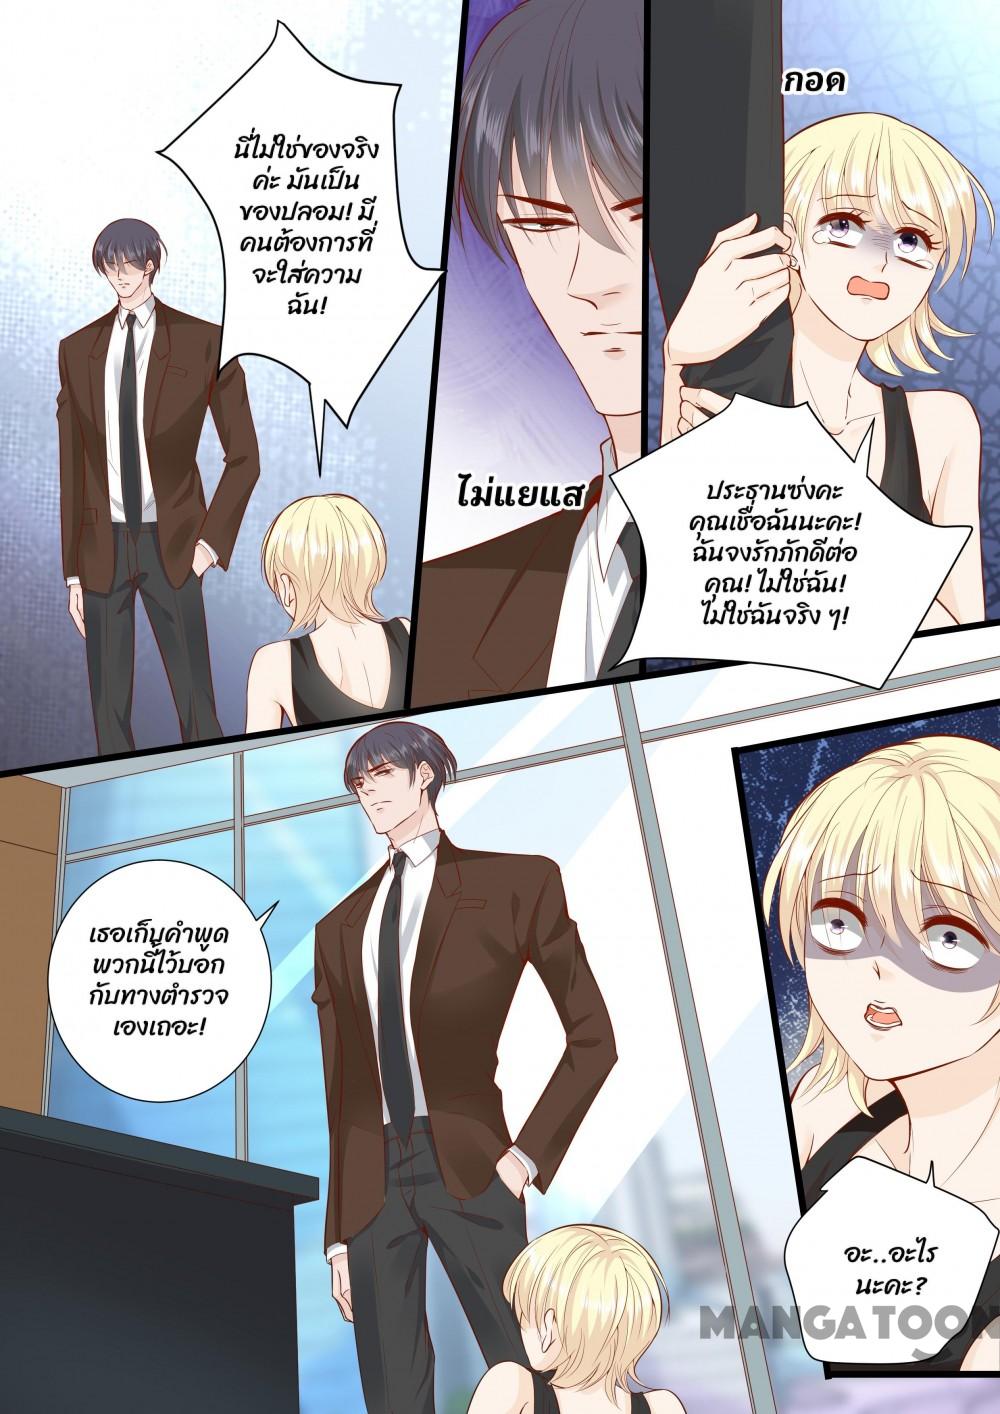 นี่ไม่ใช่ของจริง
ค่ะ มันเป็น
ของปลอม! มี
คนต้องการที่
จะใส่ความ
ฉัน!
ไม่แยแส
กอด
ประธานซ่งคะ
คุณเชื่อฉันนะคะ!
ฉันจงรักภักดีต่อ
คุณ! ไม่ใช่ฉัน!
ไม่ใช่ฉันจริง ๆ!
เธอเก็บคำพูด
พวกนี้ไว้บอก
กับทางตำรวจ
เองเถอะ!
อะ..อะไร
นะคะ?
MANGATOON